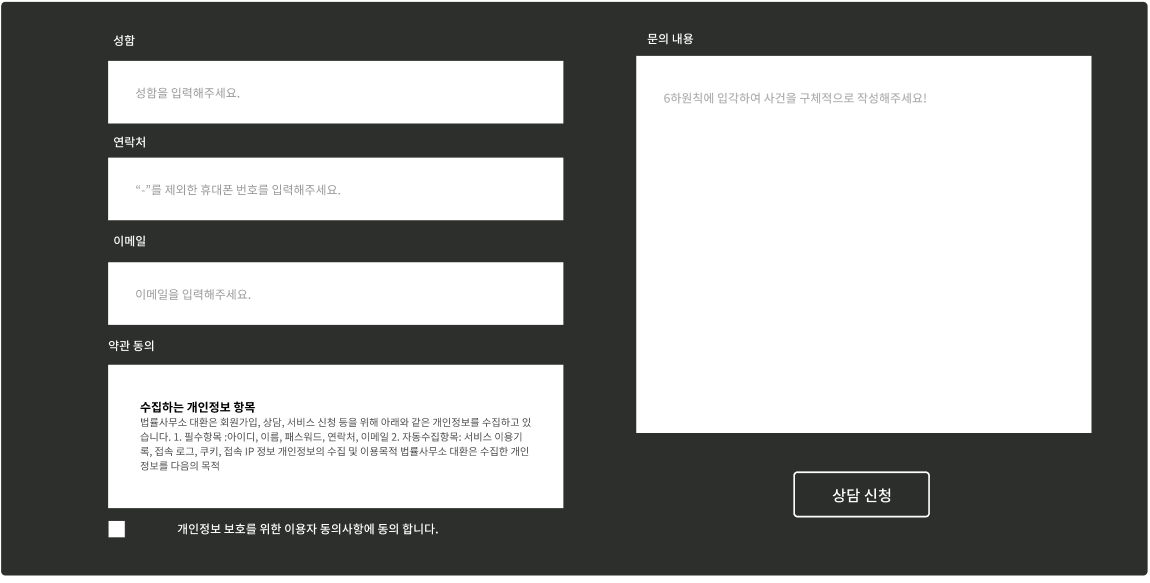 성함
성함을 입력해주세요.
연락처
“-”를 제외한 휴대폰 번호를 입력해주세요.
이메일
이메일을 입력해주세요.
약관 동의
수집하는 개인정보 항목
법률사무소 대환은 회원가입, 상담, 서비스 신청 등을 위해 아래와 같은 개인정보를 수집하고 있
습니다. 1. 필수항목 :아이디, 이름, 패스워드, 연락처, 이메일 2. 자동수집항목: 서비스 이용기
록, 접속 로그, 쿠키, 접속 IP 정보 개인정보의 수집 및 이용목적 법률사무소 대환은 수집한 개인
정보를 다음의 목적
개인정보 보호를 위한 이용자 동의사항에 동의 합니다.
문의 내용
6하원칙에 입각하여 사건을 구체적으로 작성해주세요!
상담 신청